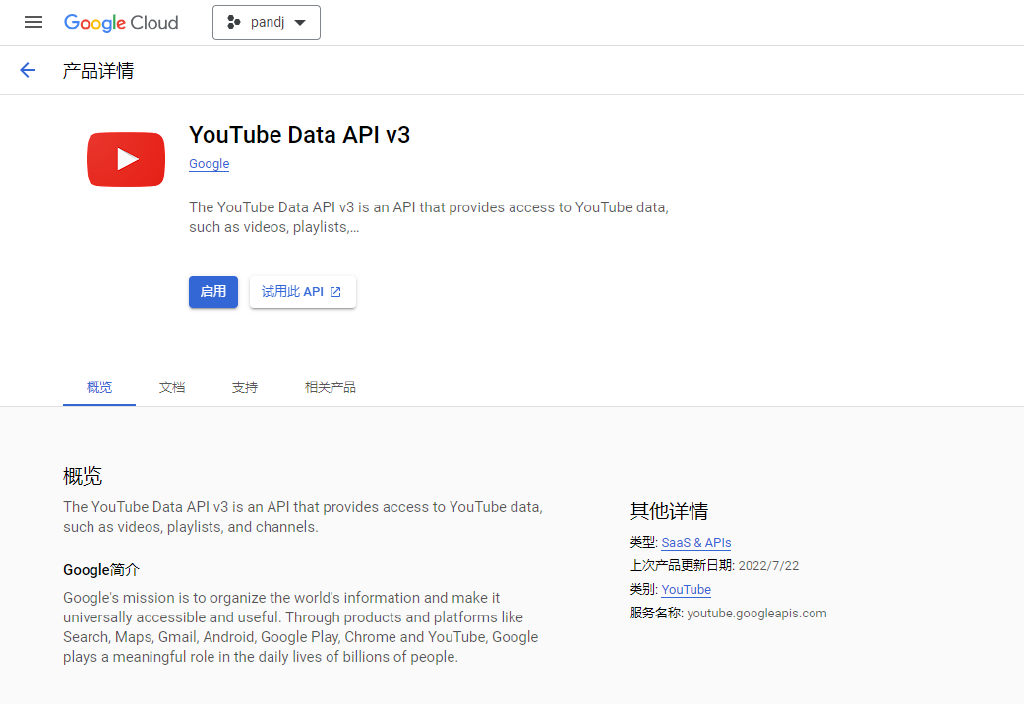 Google Cloud
pandj
产品详情
YouTube Data API v3
Google
The YouTube Data API v3 is an API that provides access to YouTube data,
such as videos, playlists,...
启用
试用此 API
概览
文档
支持
相关产品
概览
The YouTube Data API v3 is an API that provides access to YouTube data,
such as videos, playlists, and channels.
Google简介
Google's mission is to organize the world's information and make it
universally accessible and useful. Through products and platforms like
Search, Maps, Gmail, Android, Google Play, Chrome and YouTube, Google
plays a meaningful role in the daily lives of billions of people.
其他详情
类型: SaaS & APIs
上次产品更新日期: 2022/7/22
类别: YouTube
服务名称: youtube.googleapis.com